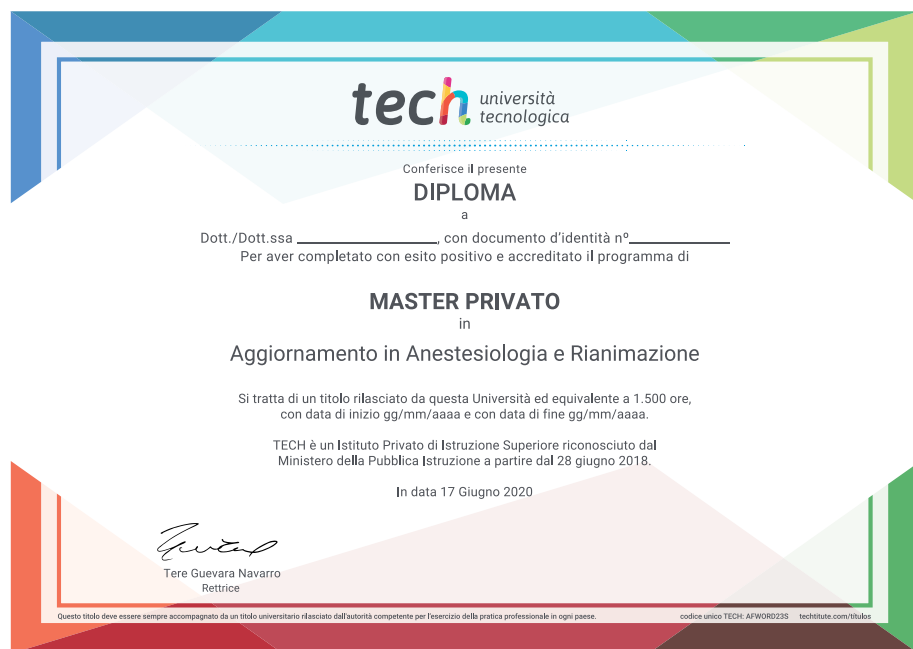 tech università
tecnologica
Conferisce il presente
DIPLOMA
a
Dott./Dott.ssa ____________________, con documento d'identità nº______________
Per aver completato con esito positivo e accreditato il programma di
MASTER PRIVATO
in
Aggiornamento in Anestesiologia e Rianimazione
Si tratta di un titolo rilasciato da questa Università ed equivalente a 1.500 ore,
con data di inizio gg/mm/aaaa e con data di fine gg/mm/aaaa.
TECH è un Istituto Privato di Istruzione Superiore riconosciuto dal
Ministero della Pubblica Istruzione a partire dal 28 giugno 2018.
In data 17 Giugno 2020
Tere Guevara Navarro
Rettrice
Questo titolo deve essere sempre accompagnato da un titolo universitario rilasciato dall'autorità competente per l'esercizio della pratica professionale in ogni paese. codice unico TECH: AFWORD23S techtitute.com/títulos